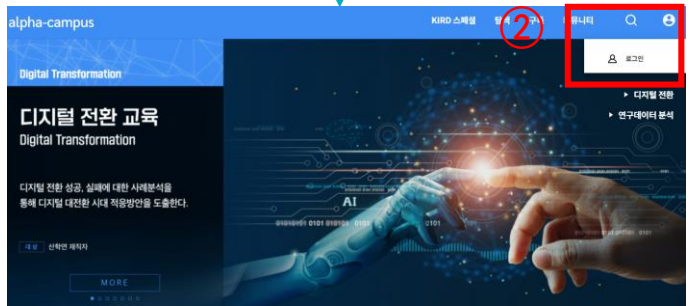 alpha-campus
KIRD 스페셜
②
로그인
Digital Transformation
▶ 디지털 전환
▶ 연구데이터 분석
디지털 전환 교육
Digital Transformation
디지털 전환 성공, 실패에 대한 사례분석을
통해 디지털 대전환 시대 적응방안을 도출한다.
AI
대상 산학연 재직자
MORE